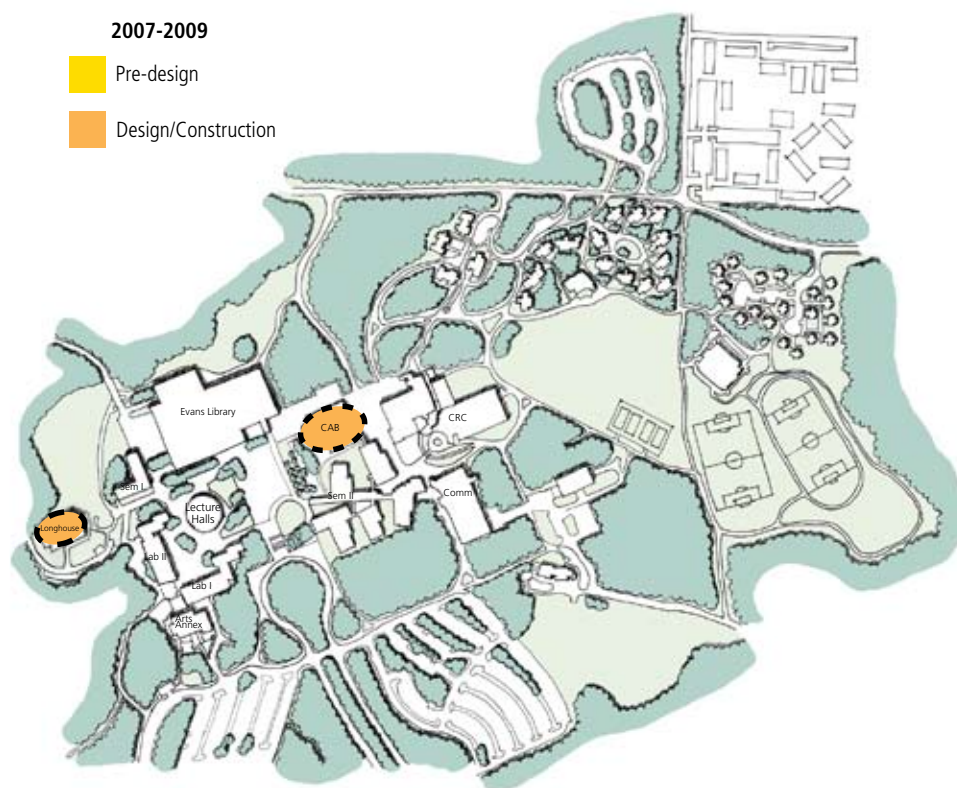 2007-2009
Pre-design
Design/Construction
Evans Library
CAB
CRC
Sem I
Sem II
Comm
Lecture
Halls
Longhouse
Lab II
Lab I
Arts
Annex